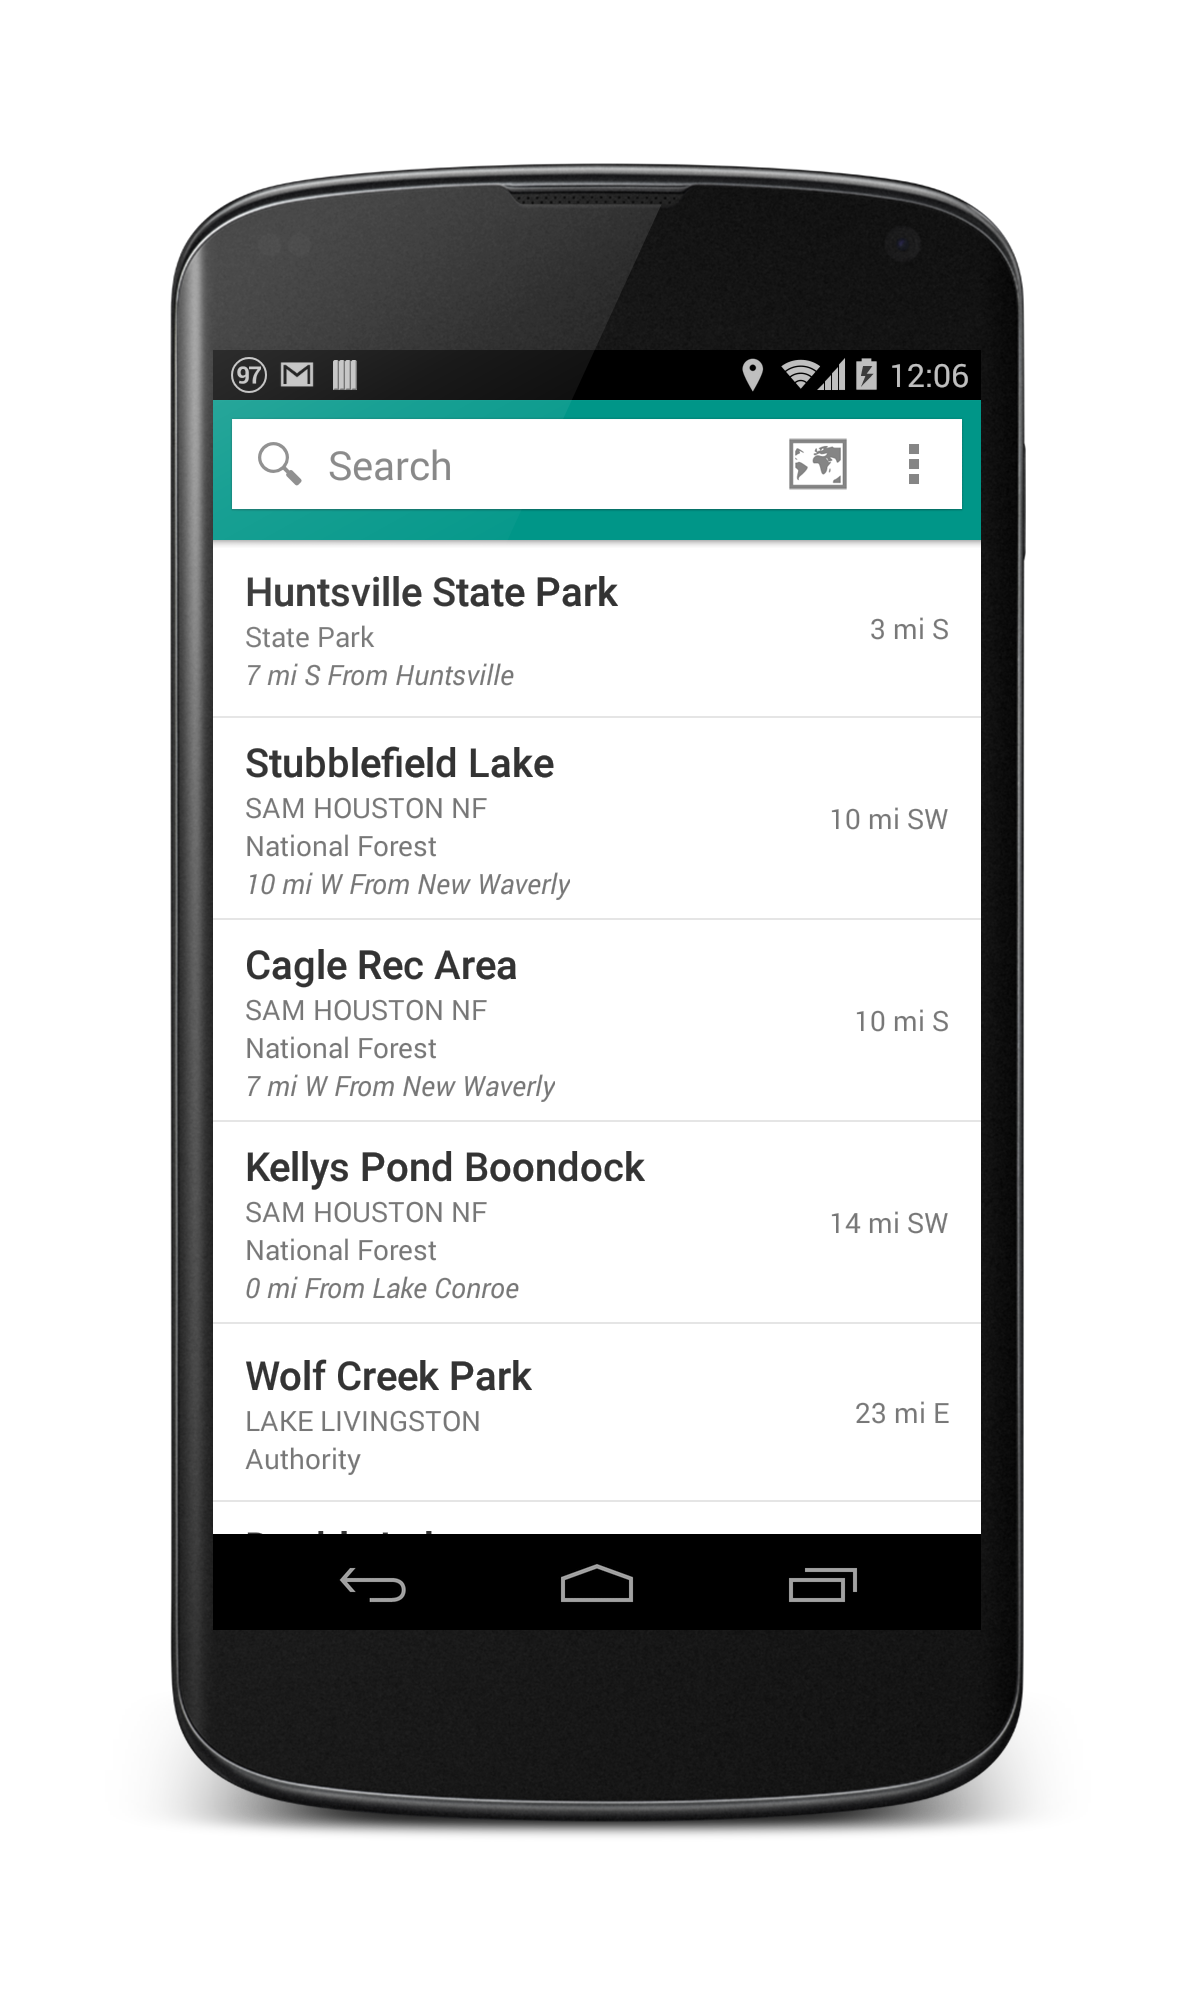 97
12:06
Search
Huntsville State Park
State Park
7 mi S From Huntsville
3 mi S
Stubblefield Lake
SAM HOUSTON NF
National Forest
10 mi W From New Waverly
10 mi SW
Cagle Rec Area
SAM HOUSTON NF
National Forest
7 mi W From New Waverly
10 mi S
Kellys Pond Boondock
SAM HOUSTON NF
National Forest
0 mi From Lake Conroe
14 mi SW
Wolf Creek Park
LAKE LIVINGSTON
Authority
23 mi E